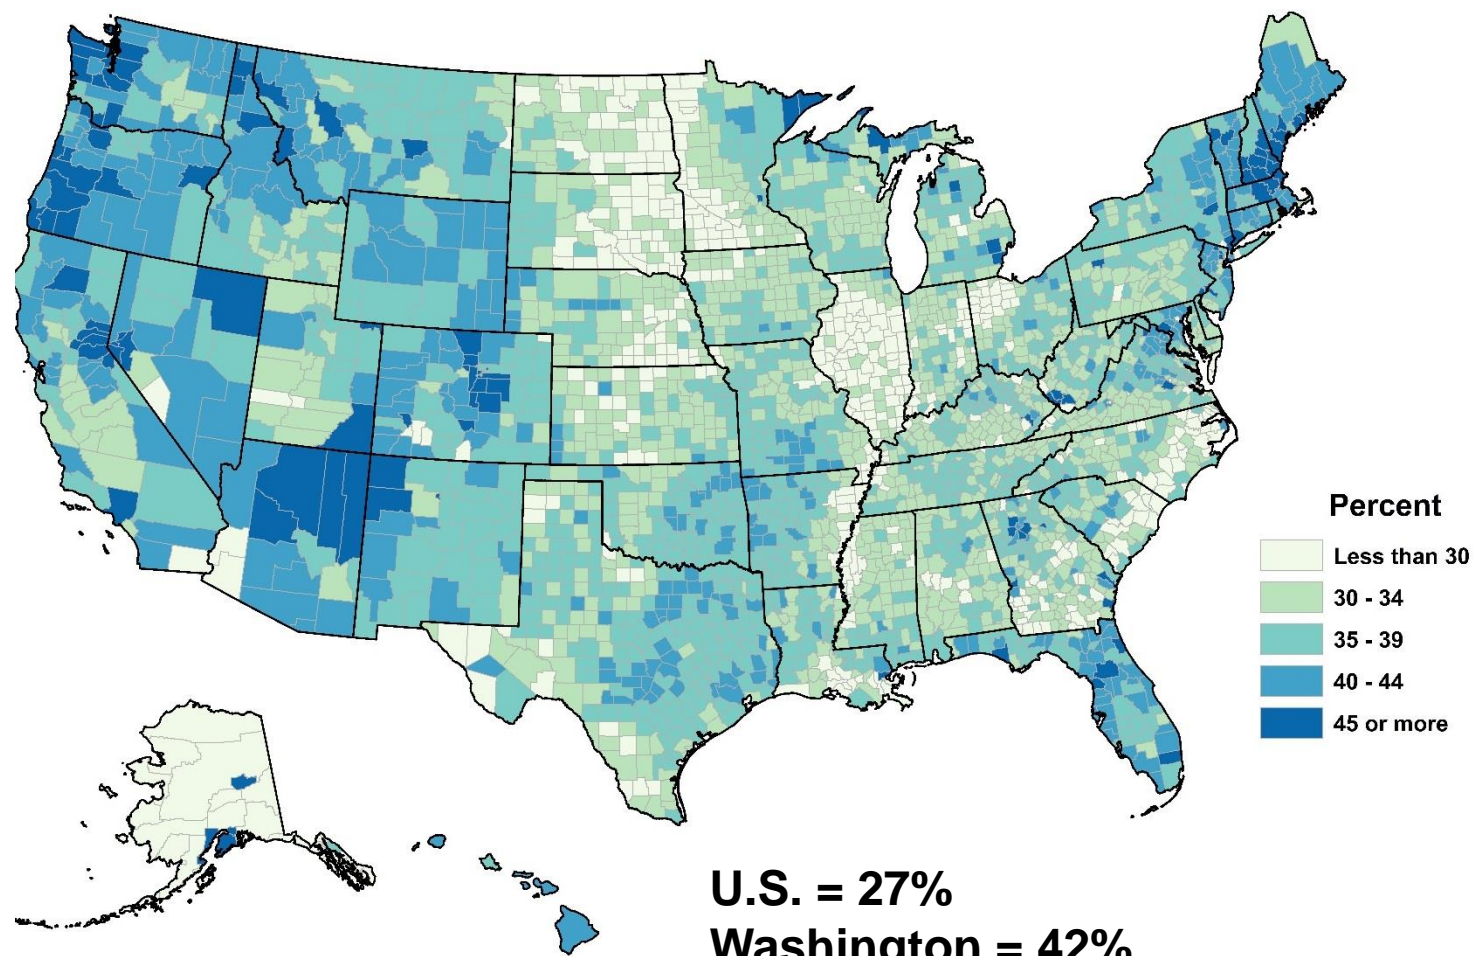 Percent
Less than 30
30 - 34
35 - 39
40 - 44
45 or more
U.S. = 27%
Washington = 42%